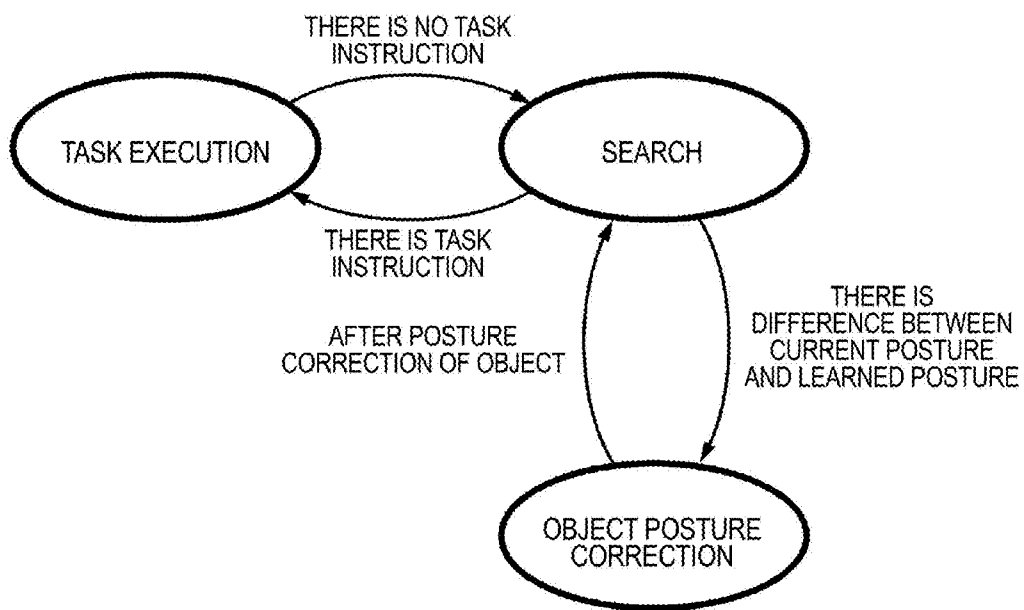 THERE IS NO TASK
INSTRUCTION
TASK EXECUTION
SEARCH
THERE IS TASK
INSTRUCTION
AFTER POSTURE
CORRECTION OF OBJECT
THERE IS
DIFFERENCE BETWEEN
CURRENT POSTURE
AND LEARNED POSTURE
OBJECT POSTURE
CORRECTION